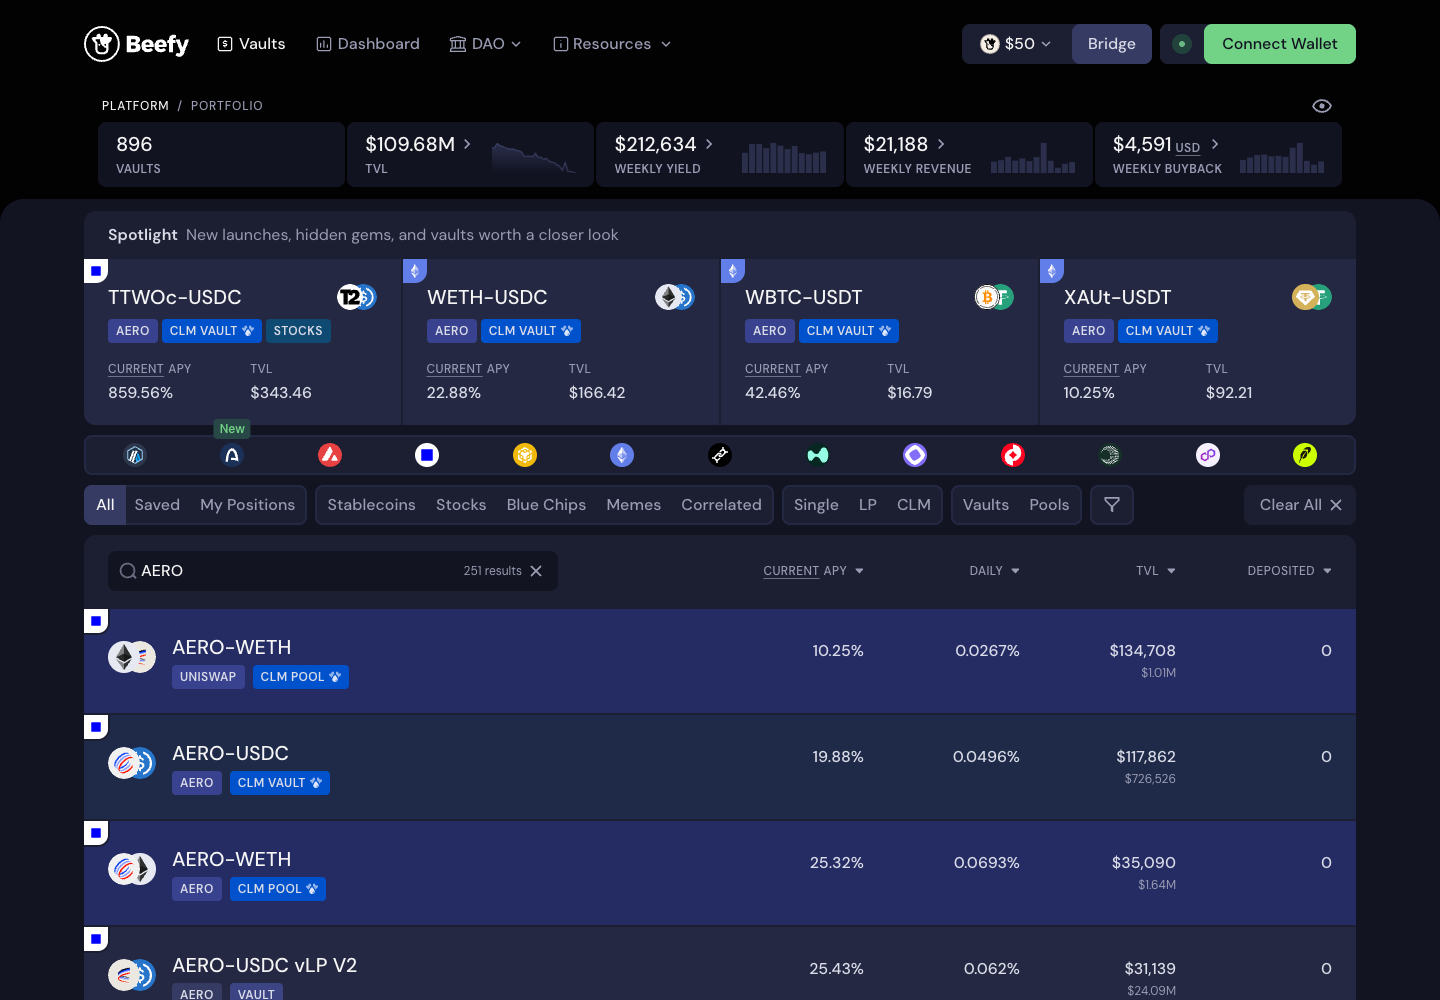 Beefy Vaults Dashboard DAO Resources $50 Bridge Connect Wallet
PLATFORM / PORTFOLIO
896 $109.68M $212,634 $21,188 $4,591 USD
VAULTS TVL WEEKLY YIELD WEEKLY REVENUE WEEKLY BUYBACK
Spotlight New launches, hidden gems, and vaults worth a closer look
TTWOc-USDC T2 WETH-USDC WBTC-USDT XAUt-USDT
AERO CLM VAULT STOCKS AERO CLM VAULT AERO CLM VAULT AERO CLM VAULT
CURRENT APY TVL CURRENT APY TVL CURRENT APY TVL CURRENT APY TVL
859.56% $343.46 22.88% $166.42 42.46% $16.79 10.25% $92.21
New
All Saved My Positions Stablecoins Stocks Blue Chips Memes Correlated Single LP CLM Vaults Pools Clear All
AERO 251 results CURRENT APY DAILY TVL DEPOSITED
AERO-WETH 10.25% 0.0267% $134,708 0
UNISWAP CLM POOL $1.01M
AERO-USDC 19.88% 0.0496% $117,862 0
AERO CLM VAULT $726,526
AERO-WETH 25.32% 0.0693% $35,090 0
AERO CLM POOL $1.64M
AERO-USDC vLP V2 25.43% 0.062% $31,139 0
AERO VAULT $24.09M